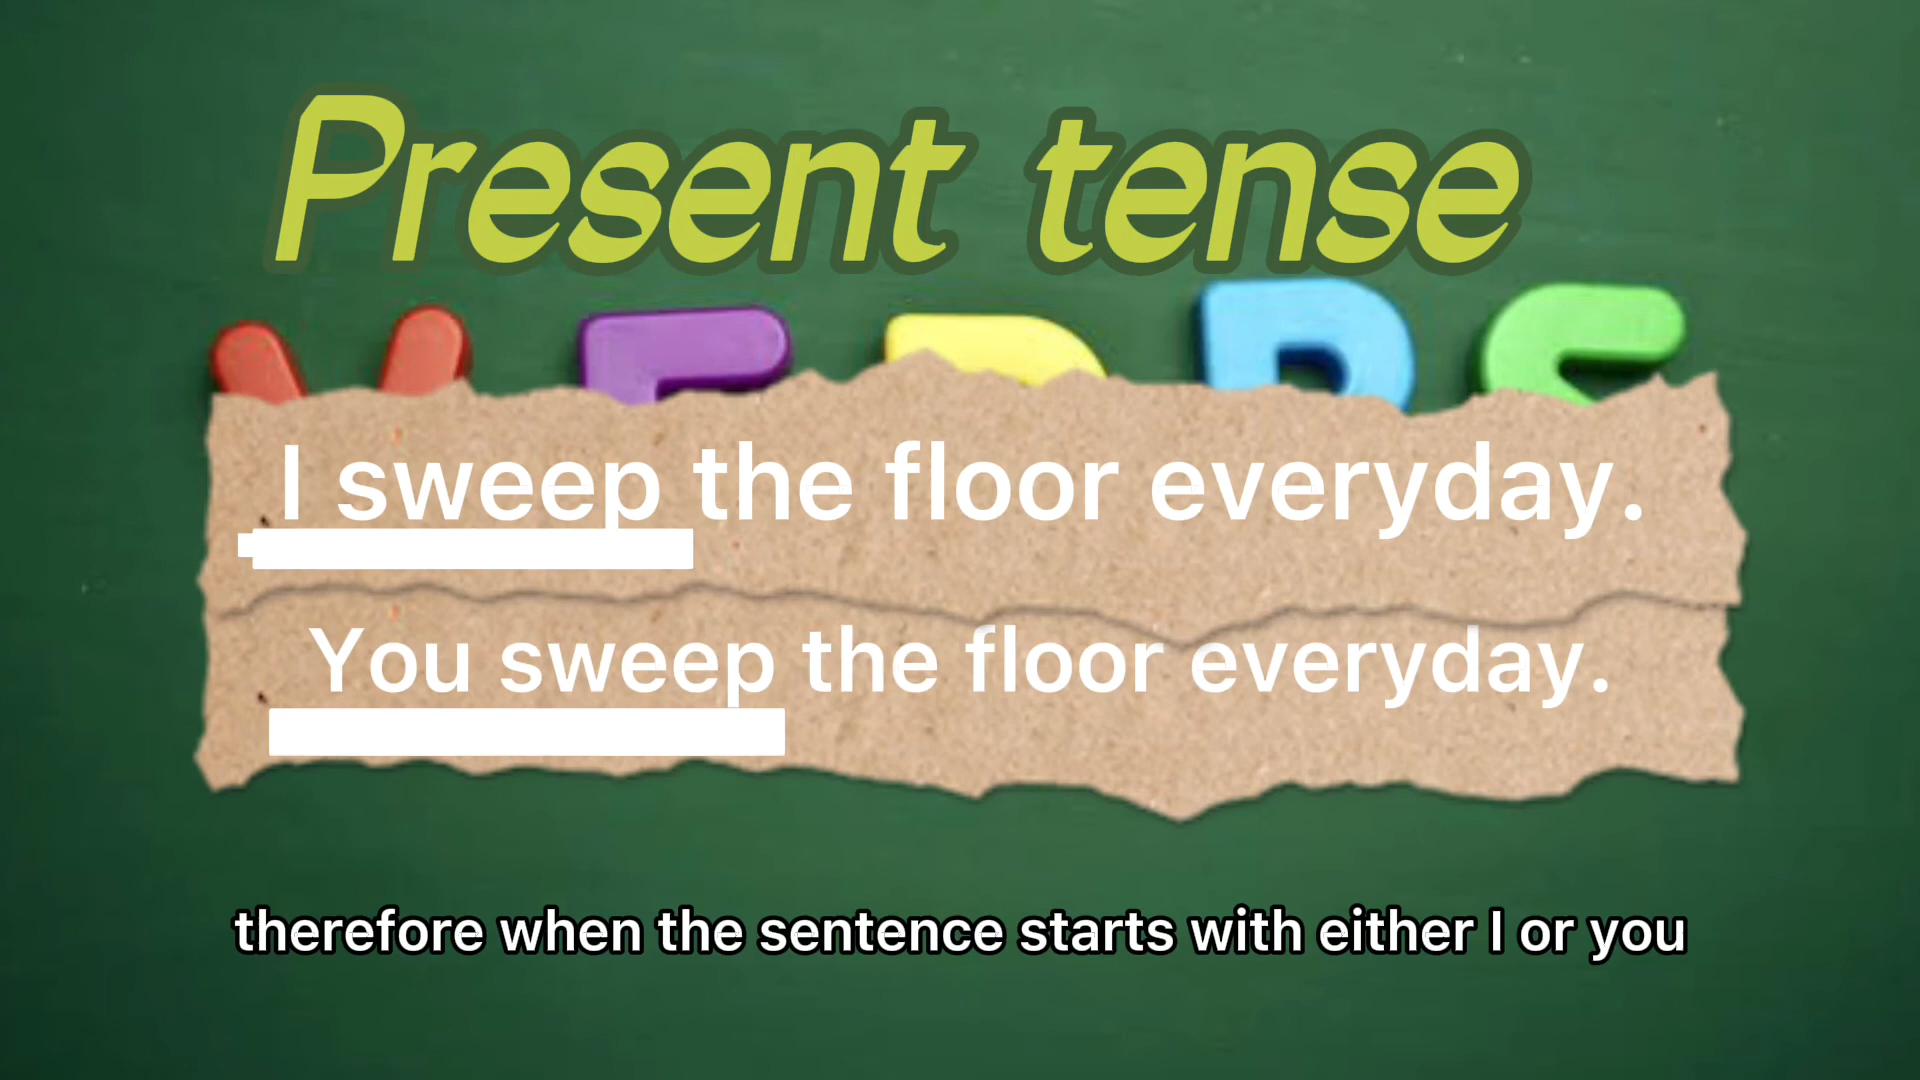 Present tense
VERBS
I sweep the floor everyday.
You sweep the floor everyday.
therefore when the sentence starts with either I or you